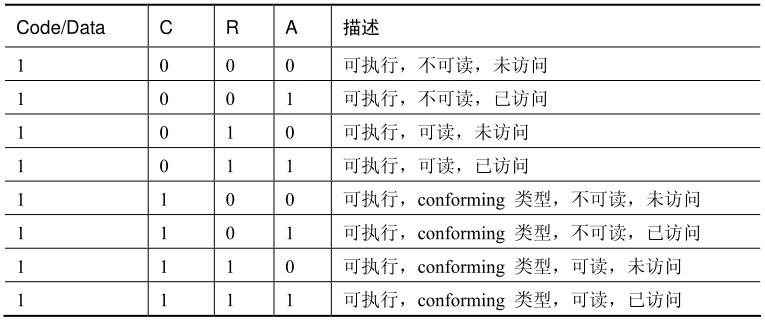 Code/Data C R A 描述
1 0 0 0 可执行，不可读，未访问
1 0 0 1 可执行，不可读，已访问
1 0 1 0 可执行，可读，未访问
1 0 1 1 可执行，可读，已访问
1 1 0 0 可执行，conforming 类型，不可读，未访问
1 1 0 1 可执行，conforming 类型，不可读，已访问
1 1 1 0 可执行，conforming 类型，可读，未访问
1 1 1 1 可执行，conforming 类型，可读，已访问